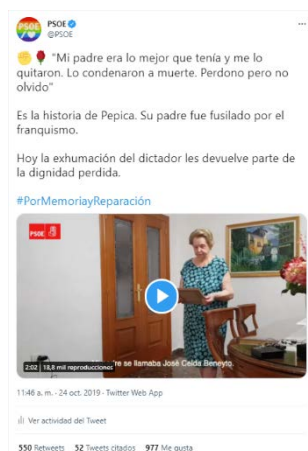 PSOE
@PSOE
"Mi padre era lo mejor que tenía y me lo
quitaron. Lo condenaron a muerte. Perdono pero no
olvido"
Es la historia de Pepica. Su padre fue fusilado por el
franquismo.
Hoy la exhumación del dictador les devuelve parte de
la dignidad perdida.
#PorMemoriayReparación
PSOE
re se llamaba José Celda Beneyto.
2:02 | 18,8 mil reproducciones
11:46 a. m. · 24 oct. 2019 · Twitter Web App
Ver actividad del Tweet
550 Retweets 52 Tweets citados 977 Me gusta